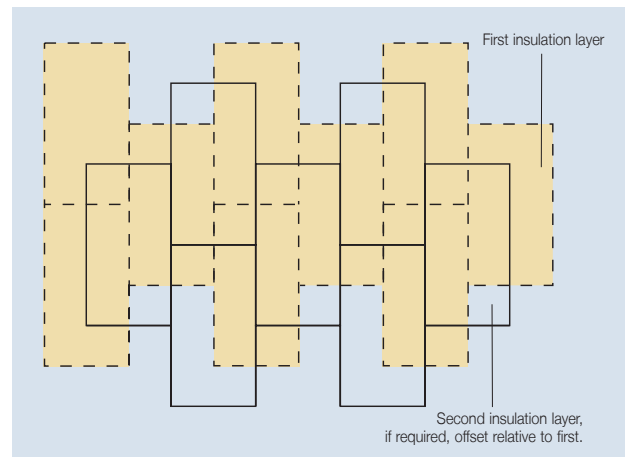 First insulation layer
Second insulation layer,
if required, offset relative to first.